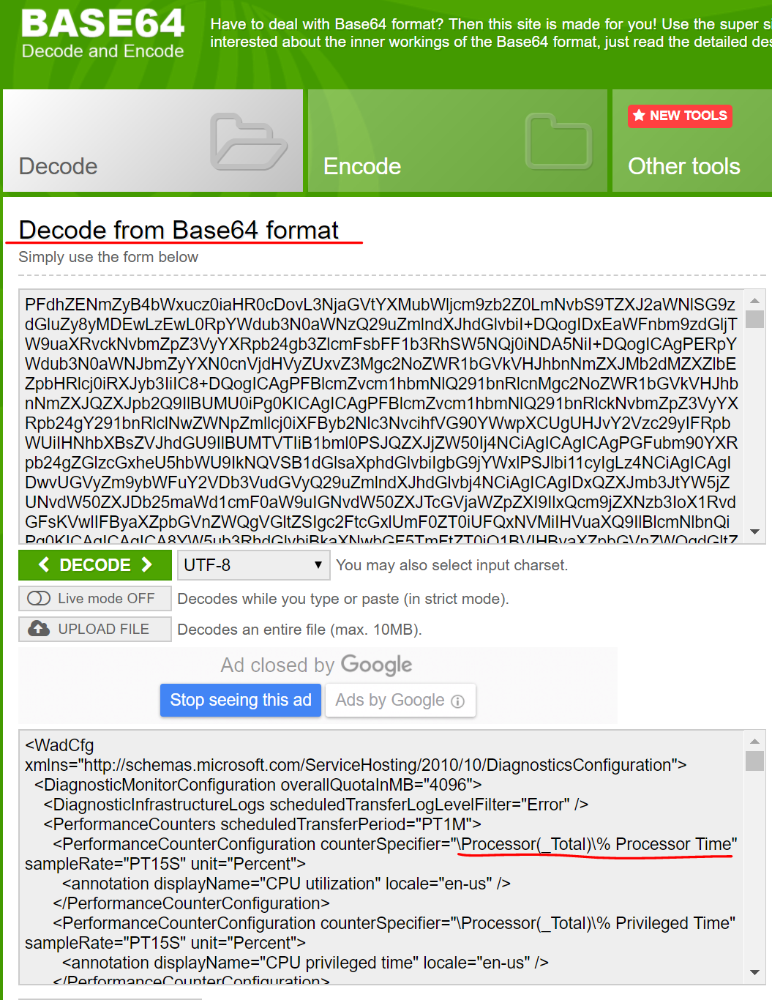 BASE64
Decode and Encode
Have to deal with Base64 format? Then this site is made for you! Use the super
interested about the inner workings of the Base64 format, just read the detailed
Decode
Encode
NEW TOOLS
Other tools
Decode from Base64 format
Simply use the form below
PFdhZENmZyB4bWxucz0iaHR0cDovL3NjaGVtYXMubWljcm9zb2Z0LmNvbS9TZXJ2aWNlSG9z
dGluZy8yMDEwLzEwL0RpYWdub3N0aWNzQ29uZmlndXJhdGlvbiI+DQogIDxEaWFnbm9zdGljT
W9uaXRvckNvbmZpZ3VyYXRpb24gb3ZlcmFsbFF1b3RhSW5NQj0iNDA5NiI+DQogICAgPERpY
Wdub3N0aWNJbmZyYXN0cnVjdHVyZUxvZ3Mgc2NoZWR1bGVkVHJhbnNmZXJMb2dMZXZlbE
ZpbHRlcj0iRXJyb3IiIC8+DQogICAgPFBlcmZvcm1hbmNlQ291bnRlcnMgc2NoZWR1bGVkVHJhb
nNmZXJQZXJpb2Q9IlBUMU0iPg0KICAgICAgPFBlcmZvcm1hbmNlQ291bnRlckNvbmZpZ3VyYX
Rpb24gY291bnRlclNwZWNpZmllcj0iXFByb2Nlc3NvcihfVG90YWwpXCUgUHJvY2Vzc29yIFRpb
WUiIHNhbXBsZVJhdGU9IlBUMTVTIiB1bml0PSJQZXJjZW50Ij4NCiAgICAgICAgPGFubm90YXR
pb24gZGlzcGxheU5hbWU9IkNQVSB1dGlsaXphdGlvbiIgbG9jYWxlPSJlbi11cyIgLz4NCiAgICAgI
DwvUGVyZm9ybWFuY2VDb3VudGVyQ29uZmlndXJhdGlvbj4NCiAgICAgIDxQZXJmb3JtYW5jZ
UNvdW50ZXJDb25maWd1cmF0aW9uIGNvdW50ZXJTcGVjaWZpZXI9IlxQcm9jZXNzb3IoX1Rvd
GFsKVwlIFByaXZpbGVnZWQgVGltZSIgc2FtcGxlUmF0ZT0iUFQxNVMiIHVuaXQ9IlBlcmNlbnQi
Pg0KICAgICAgICA8YW5ub3RhdGlvbiBkaXNwbGF5TmFtZT0iQ1BVIHByaXZpbGVnZWQgdGltZ
DECODE
UTF-8
You may also select input charset.
Live mode OFF
Decodes while you type or paste (in strict mode).
UPLOAD FILE
Decodes an entire file (max. 10MB).
Ad closed by Google
Stop seeing this ad
Ads by Google
<WadCfg
xmlns="http://schemas.microsoft.com/ServiceHosting/2010/10/DiagnosticsConfiguration">
<DiagnosticMonitorConfiguration overallQuotaInMB="4096">
<DiagnosticInfrastructureLogs scheduledTransferLogLevelFilter="Error" />
<PerformanceCounters scheduledTransferPeriod="PT1M">
<PerformanceCounterConfiguration counterSpecifier="\Processor(_Total)\% Processor Time"
sampleRate="PT15S" unit="Percent">
<annotation displayName="CPU utilization" locale="en-us" />
</PerformanceCounterConfiguration>
<PerformanceCounterConfiguration counterSpecifier="\Processor(_Total)\% Privileged Time"
sampleRate="PT15S" unit="Percent">
<annotation displayName="CPU privileged time" locale="en-us" />
</PerformanceCounterConfiguration>